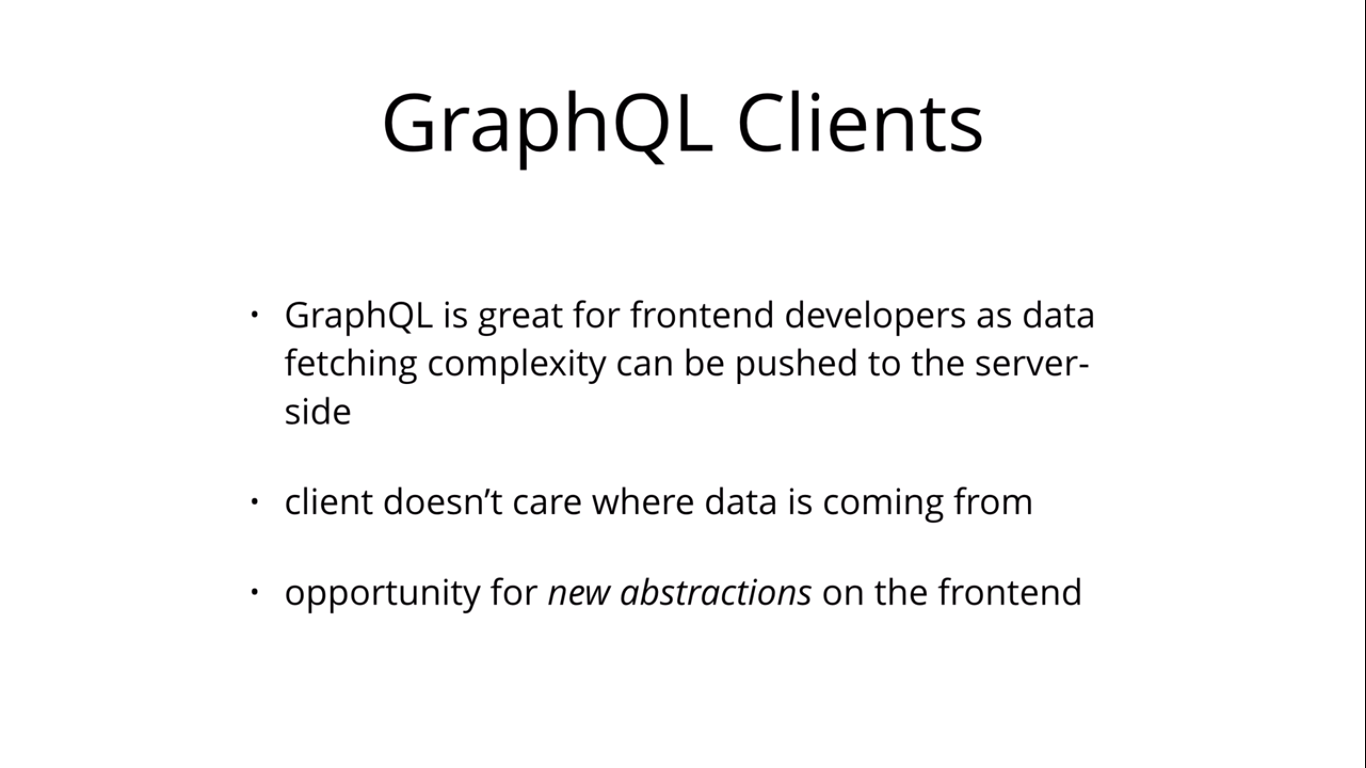 GraphQL Clients
• GraphQL is great for frontend developers as data
fetching complexity can be pushed to the server-
side
• client doesn’t care where data is coming from
• opportunity for new abstractions on the frontend